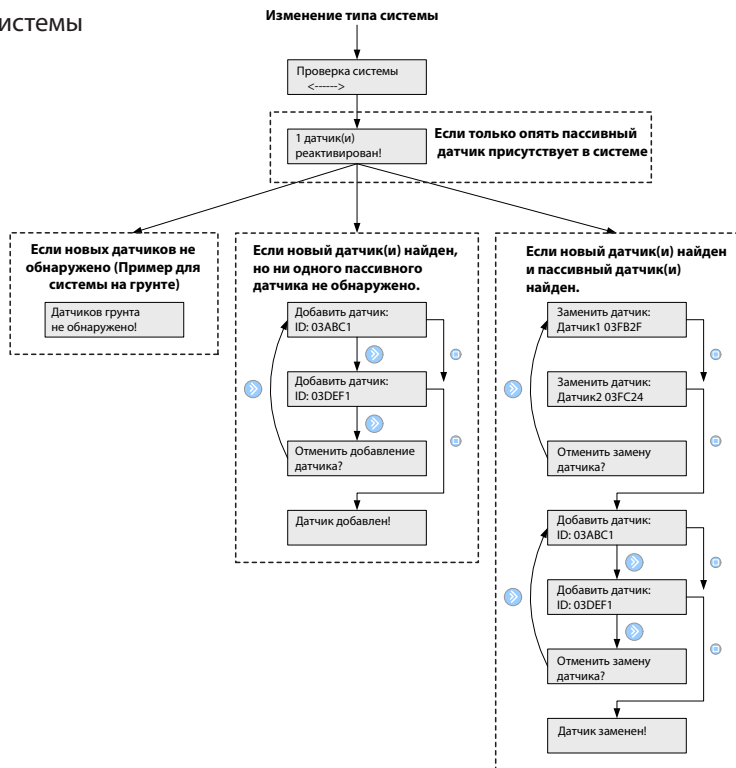 истемы
Изменение типа системы
Проверка системы
<------>
1 датчик(и)
реактивирован!
Если только опять пассивный
датчик присутствует в системе
Если новых датчиков не
обнаружено (Пример для
системы на грунте)
Датчиков грунта
не обнаружено!
Если новый датчик(и) найден,
но ни одного пассивного
датчика не обнаружено.
Добавить датчик:
ID: 03ABC1
Добавить датчик:
ID: 03DEF1
Отменить добавление
датчика?
Датчик добавлен!
Если новый датчик(и) найден
и пассивный датчик(и)
найден.
Заменить датчик:
Датчик1 03FB2F
Заменить датчик:
Датчик2 03FC24
Отменить замену
датчика?
Добавить датчик:
ID: 03ABC1
Добавить датчик:
ID: 03DEF1
Отменить замену
датчика?
Датчик заменен!